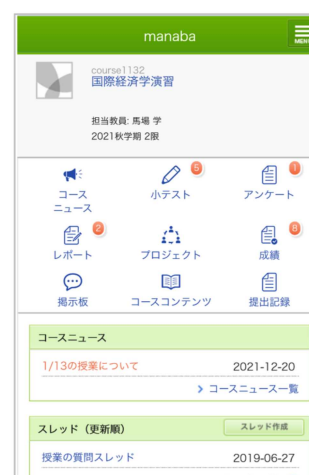 manaba
MENU
course1132
国際経済学演習
担当教員: 馬場 学
2021秋学期 2限
コース
ニュース
小テスト
5
アンケート
1
レポート
2
プロジェクト
成績
8
掲示板
コースコンテンツ
提出記録
コースニュース
1/13の授業について 2021-12-20
コースニュース一覧
スレッド（更新順） スレッド作成
授業の質問スレッド 2019-06-27